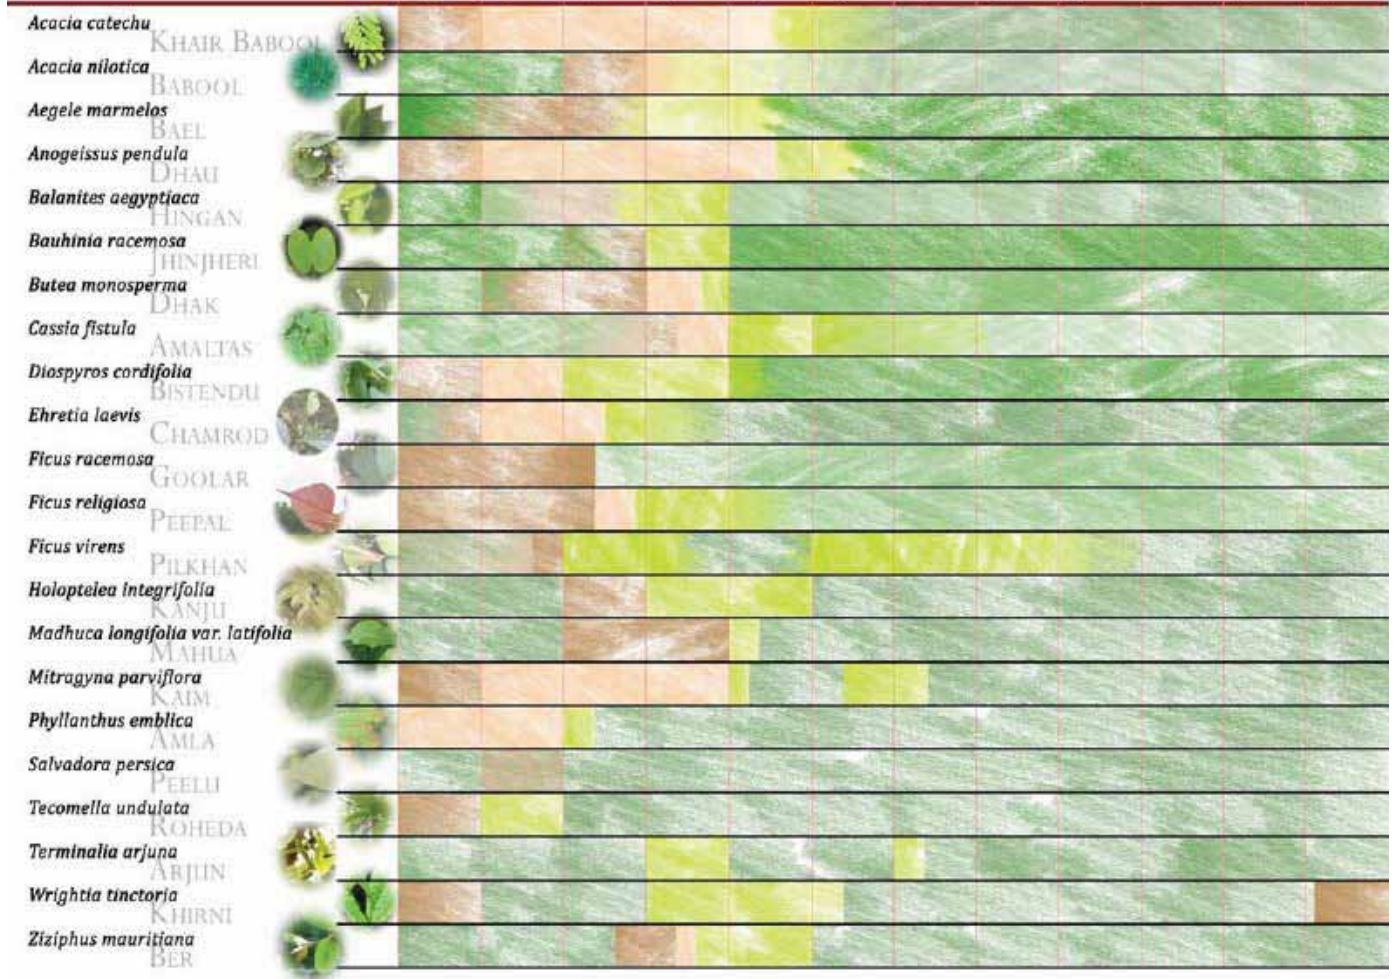 Acacia catechu
KHAIR BABOOL
Acacia nilotica
BABOOL
Aegele marmelos
BAEL
Anogeissus pendula
DHAU
Balanites aegyptiaca
HINGAN
Bauhinia racemosa
JHINJHERI
Butea monosperma
DHAK
Cassia fistula
AMALTAS
Diospyros cordifolia
BISTENDU
Ehretia laevis
CHAMROD
Ficus racemosa
GOOLAR
Ficus religiosa
PEEPAL
Ficus virens
PILKHAN
Holoptelea integrifolia
KANJU
Madhuca longifolia var. latifolia
MAHUA
Mitragyna parviflora
KAIM
Phyllanthus emblica
AMLA
Salvadora persica
PEELU
Tecomella undulata
ROHEDA
Terminalia arjuna
ARJUN
Wrightia tinctoria
KHIRNI
Ziziphus mauritiana
BER